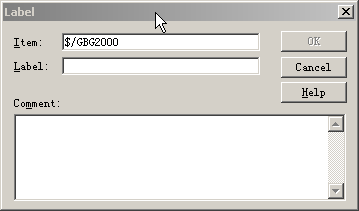 Label
Item: $/GBG2000 OK
Label: Cancel
Help
Comment: